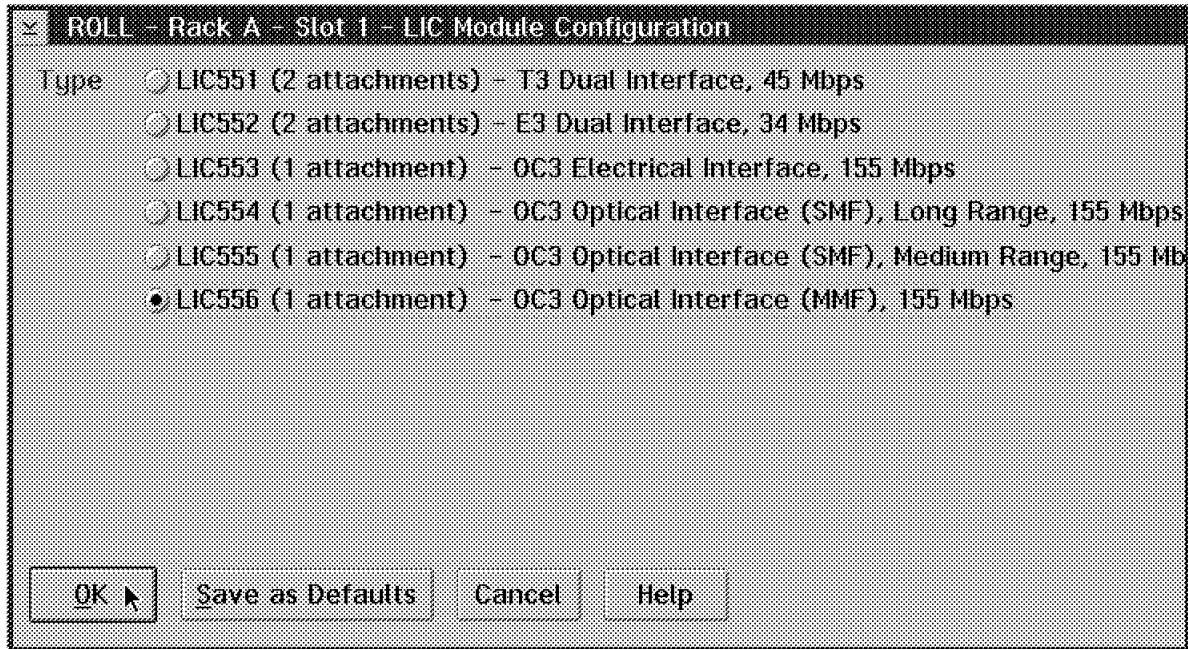 ROLL - Rack A - Slot 1 - LIC Module Configuration
Type LIC551 (2 attachments) - T3 Dual Interface, 45 Mbps
LIC552 (2 attachments) - E3 Dual Interface, 34 Mbps
LIC553 (1 attachment) - OC3 Electrical Interface, 155 Mbps
LIC554 (1 attachment) - OC3 Optical Interface (SMF), Long Range, 155 Mbps
LIC555 (1 attachment) - OC3 Optical Interface (SMF), Medium Range, 155 Mb
LIC556 (1 attachment) - OC3 Optical Interface (MMF), 155 Mbps
OK Save as Defaults Cancel Help